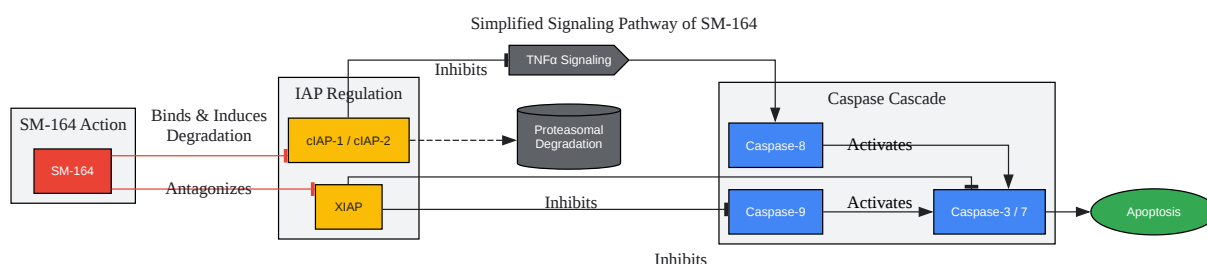 Simplified Signaling Pathway of SM-164
TNFα Signaling
Inhibits
IAP Regulation
Caspase Cascade
SM-164 Action
Binds & Induces
Degradation
cIAP-1 / cIAP-2
Proteasomal
Degradation
Caspase-8
Activates
SM-164
Antagonizes
XIAP
Inhibits
Caspase-9
Activates
Caspase-3 / 7
Apoptosis
Inhibits